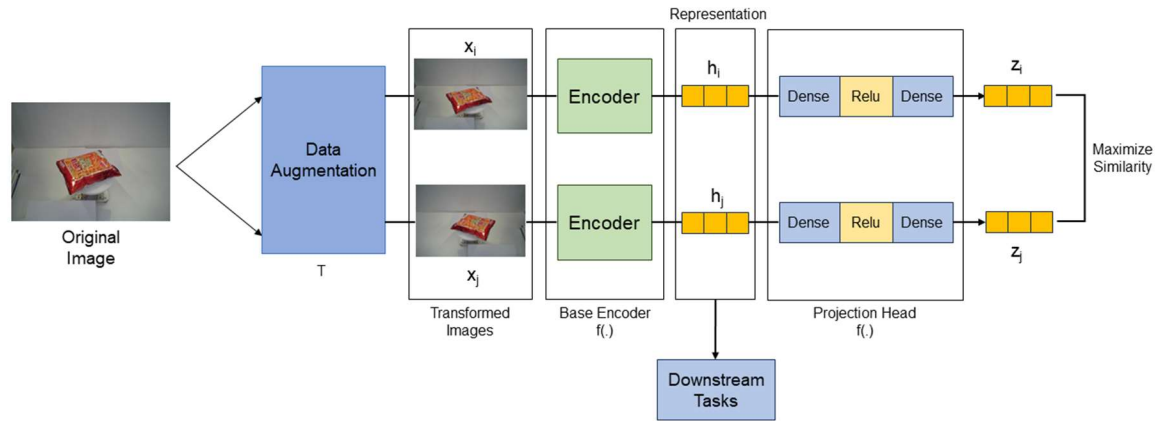 Representation
x_i
h_i
z_i
Encoder
Dense
Relu
Dense
Data
Augmentation
Maximize
Similarity
Encoder
h_j
Dense
Relu
Dense
Original
Image
T
x_j
z_j
Transformed
Images
Base Encoder
f(.)
Projection Head
f(.)
Downstream
Tasks